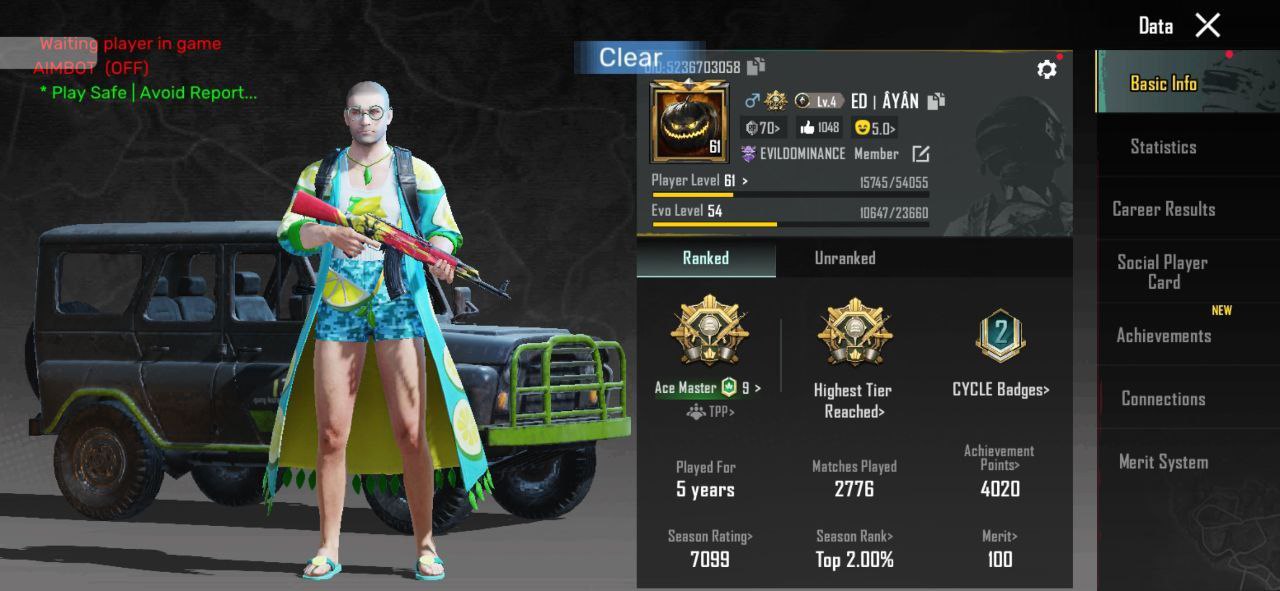 Waiting player in game
AIMBOT (OFF)
* Play Safe | Avoid Report...
Clear
UID:5236703058
Lv.4 ED | ÂYÂN
70> 1048 5.0>
EVILDOMINANCE Member
61
Player Level 61 > 15745/54055
Evo Level 54 10647/23660
Ranked Unranked
2
Ace Master 9 >
TPP>
Highest Tier
Reached>
CYCLE Badges>
Played For
5 years
Matches Played
2776
Achievement
Points>
4020
Season Rating>
7099
Season Rank>
Top 2.00%
Merit>
100
Data
Basic Info
Statistics
Career Results
Social Player
Card
NEW
Achievements
Connections
Merit System